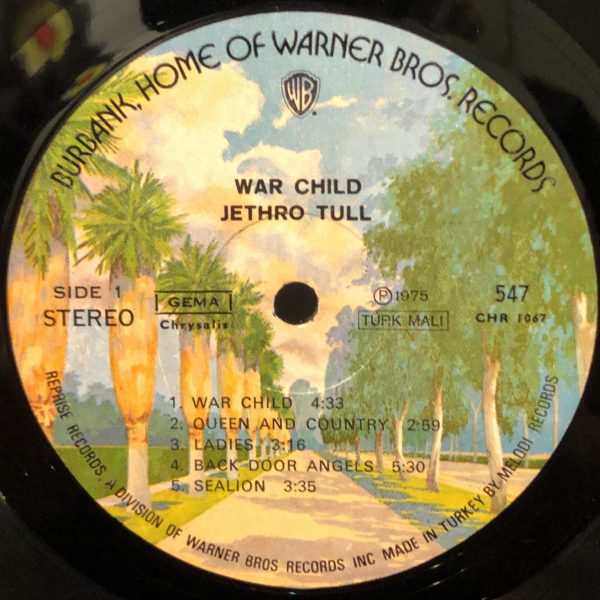 BURBANK, HOME OF WARNER BROS. RECORDS
WB
WAR CHILD
JETHRO TULL
SIDE 1
STEREO
GEMA
Chrysalis
Ⓟ1975
TÜRK MALI
547
CHR 1067
1. WAR CHILD 4:33
2. QUEEN AND COUNTRY 2:59
3. LADIES 3:16
4. BACK-DOOR ANGELS 5:30
5. SEALION 3:35
REPRISE RECORDS, A DIVISION OF WARNER BROS RECORDS INC MADE IN TURKEY BY MELODI RECORDS